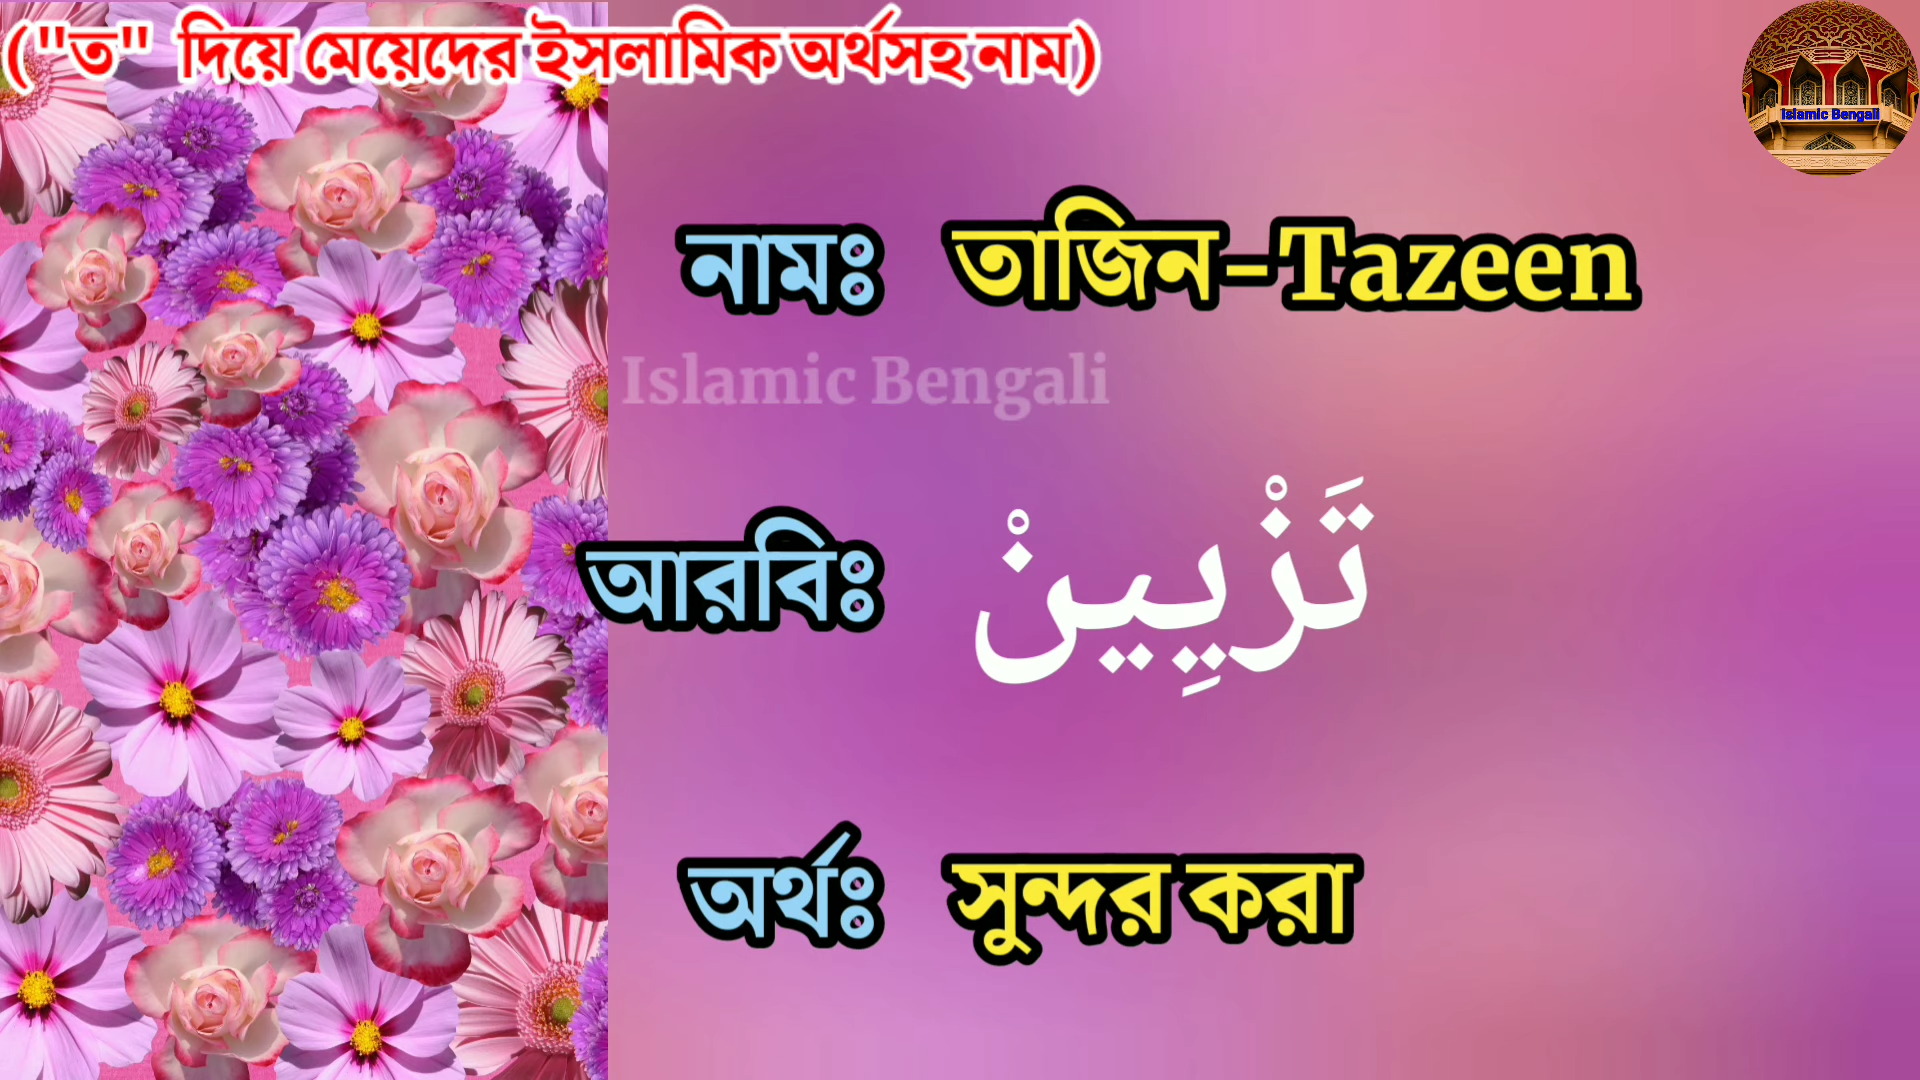 ("ত" দিয়ে মেয়েদের ইসলামিক অর্থসহ নাম)
Islamic Bengali
নামঃ তাজিন-Tazeen
Islamic Bengali
আরবিঃ تَزْيِينْ
অর্থঃ সুন্দর করা